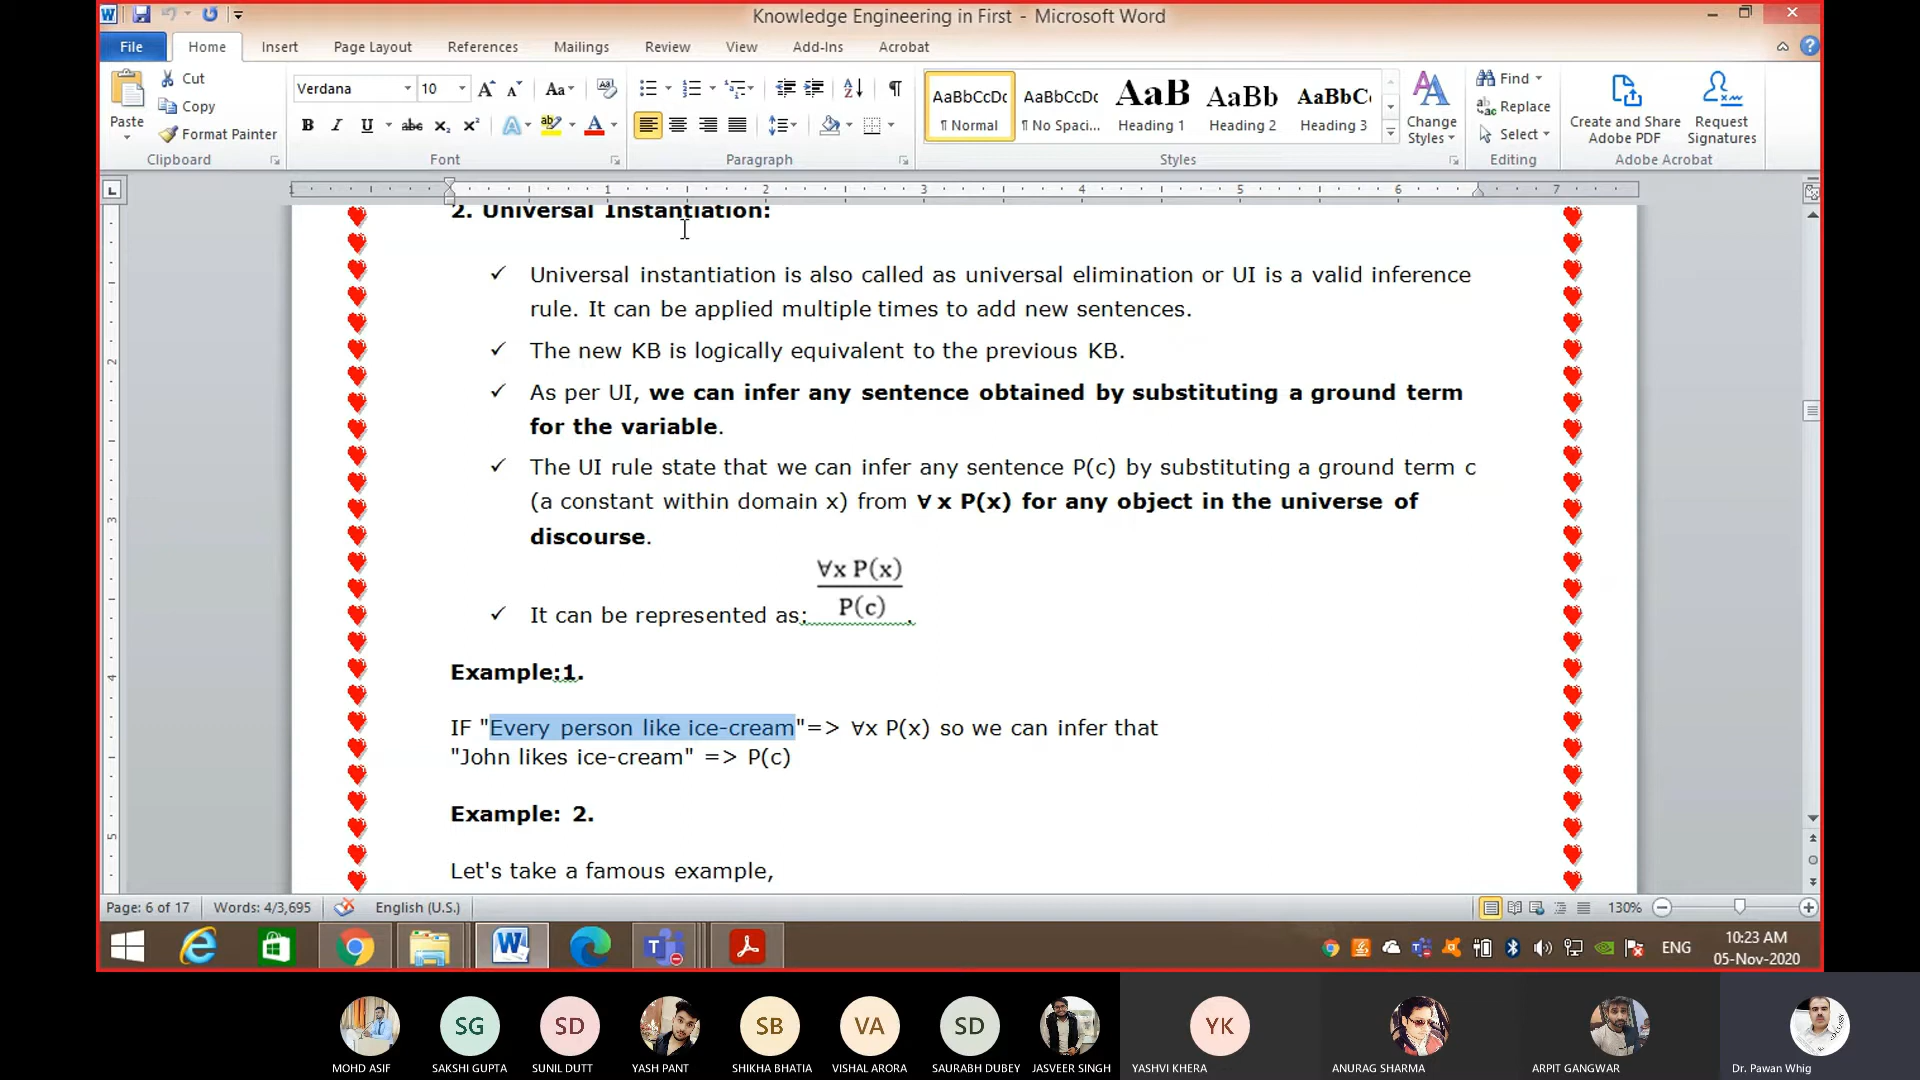 Knowledge Engineering in First - Microsoft Word
File Home Insert Page Layout References Mailings Review View Add-Ins Acrobat
Paste
Cut
Copy
Format Painter
Clipboard
Verdana 10
Font
Paragraph
AaBbCcDc AaBbCcDc AaB AaBb AaBbC
¶ Normal ¶ No Spaci... Heading 1 Heading 2 Heading 3
Change Styles
Styles
Find
Replace
Select
Editing
Create and Share Adobe PDF
Request Signatures
Adobe Acrobat
1 1 2 3 4 5 6 7
2. Universal Instantiation:
✓ Universal instantiation is also called as universal elimination or UI is a valid inference
rule. It can be applied multiple times to add new sentences.
✓ The new KB is logically equivalent to the previous KB.
✓ As per UI, we can infer any sentence obtained by substituting a ground term
for the variable.
✓ The UI rule state that we can infer any sentence P(c) by substituting a ground term c
(a constant within domain x) from ∀ x P(x) for any object in the universe of
discourse.
∀x P(x)
✓ It can be represented as: P(c) .
Example:1.
IF "Every person like ice-cream"=> ∀x P(x) so we can infer that
"John likes ice-cream" => P(c)
Example: 2.
Let's take a famous example,
Page: 6 of 17 Words: 4/3,695 English (U.S.) 130%
ENG
10:23 AM
05-Nov-2020
SG SD SB VA SD YK
MOHD ASIF SAKSHI GUPTA SUNIL DUTT YASH PANT SHIKHA BHATIA VISHAL ARORA SAURABH DUBEY JASVEER SINGH YASHVI KHERA ANURAG SHARMA ARPIT GANGWAR Dr. Pawan Whig